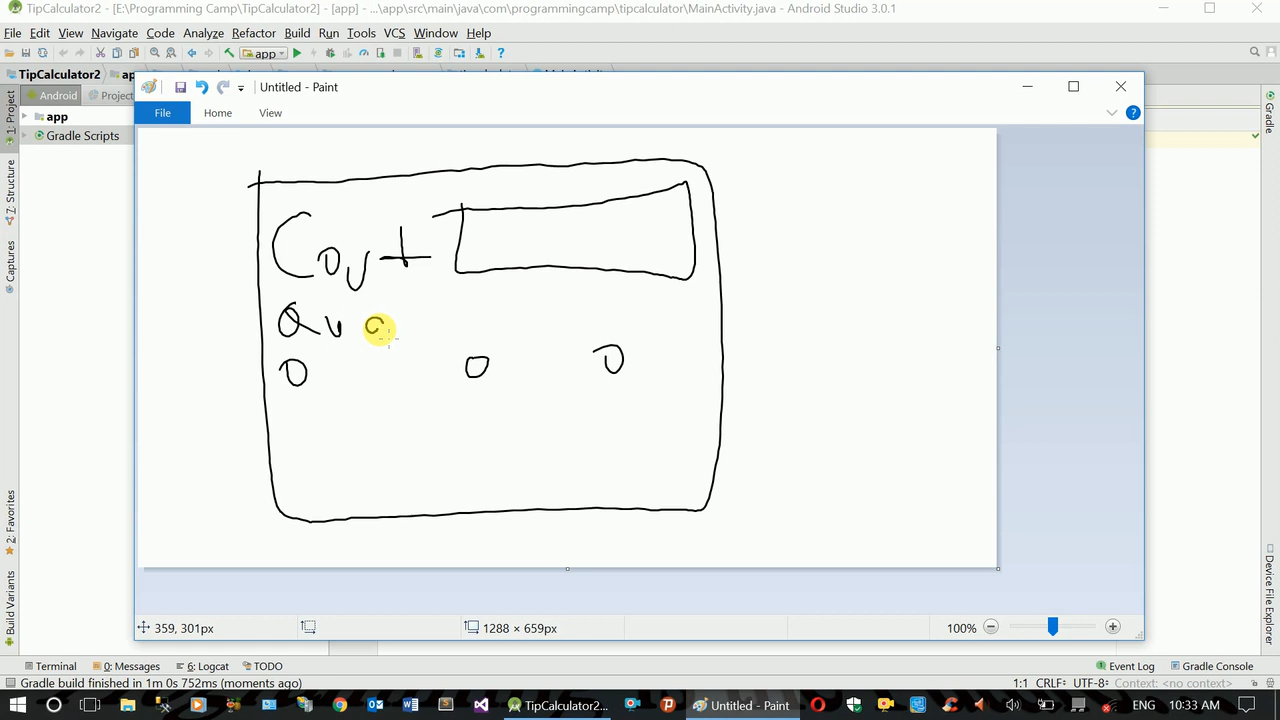 TipCalculator2 - [E:\Programming Camp\TipCalculator2] - [app] - ...\app\src\main\java\com\programmingcamp\tipcalculator\MainActivity.java - Android Studio 3.0.1
File Edit View Navigate Code Analyze Refactor Build Run Tools VCS Window Help
app
TipCalculator2
Android Project
1: Project
app
Gradle Scripts
7: Structure
Captures
2: Favorites
Build Variants
Gradle
Device File Explorer
Untitled - Paint
File Home View
359, 301px 1288 × 659px 100%
Terminal 0: Messages 6: Logcat TODO Event Log Gradle Console
Gradle build finished in 1m 0s 752ms (moments ago) 1:1 CRLF: UTF-8: Context: <no context>
TipCalculator2... Untitled - Paint ENG 10:33 AM